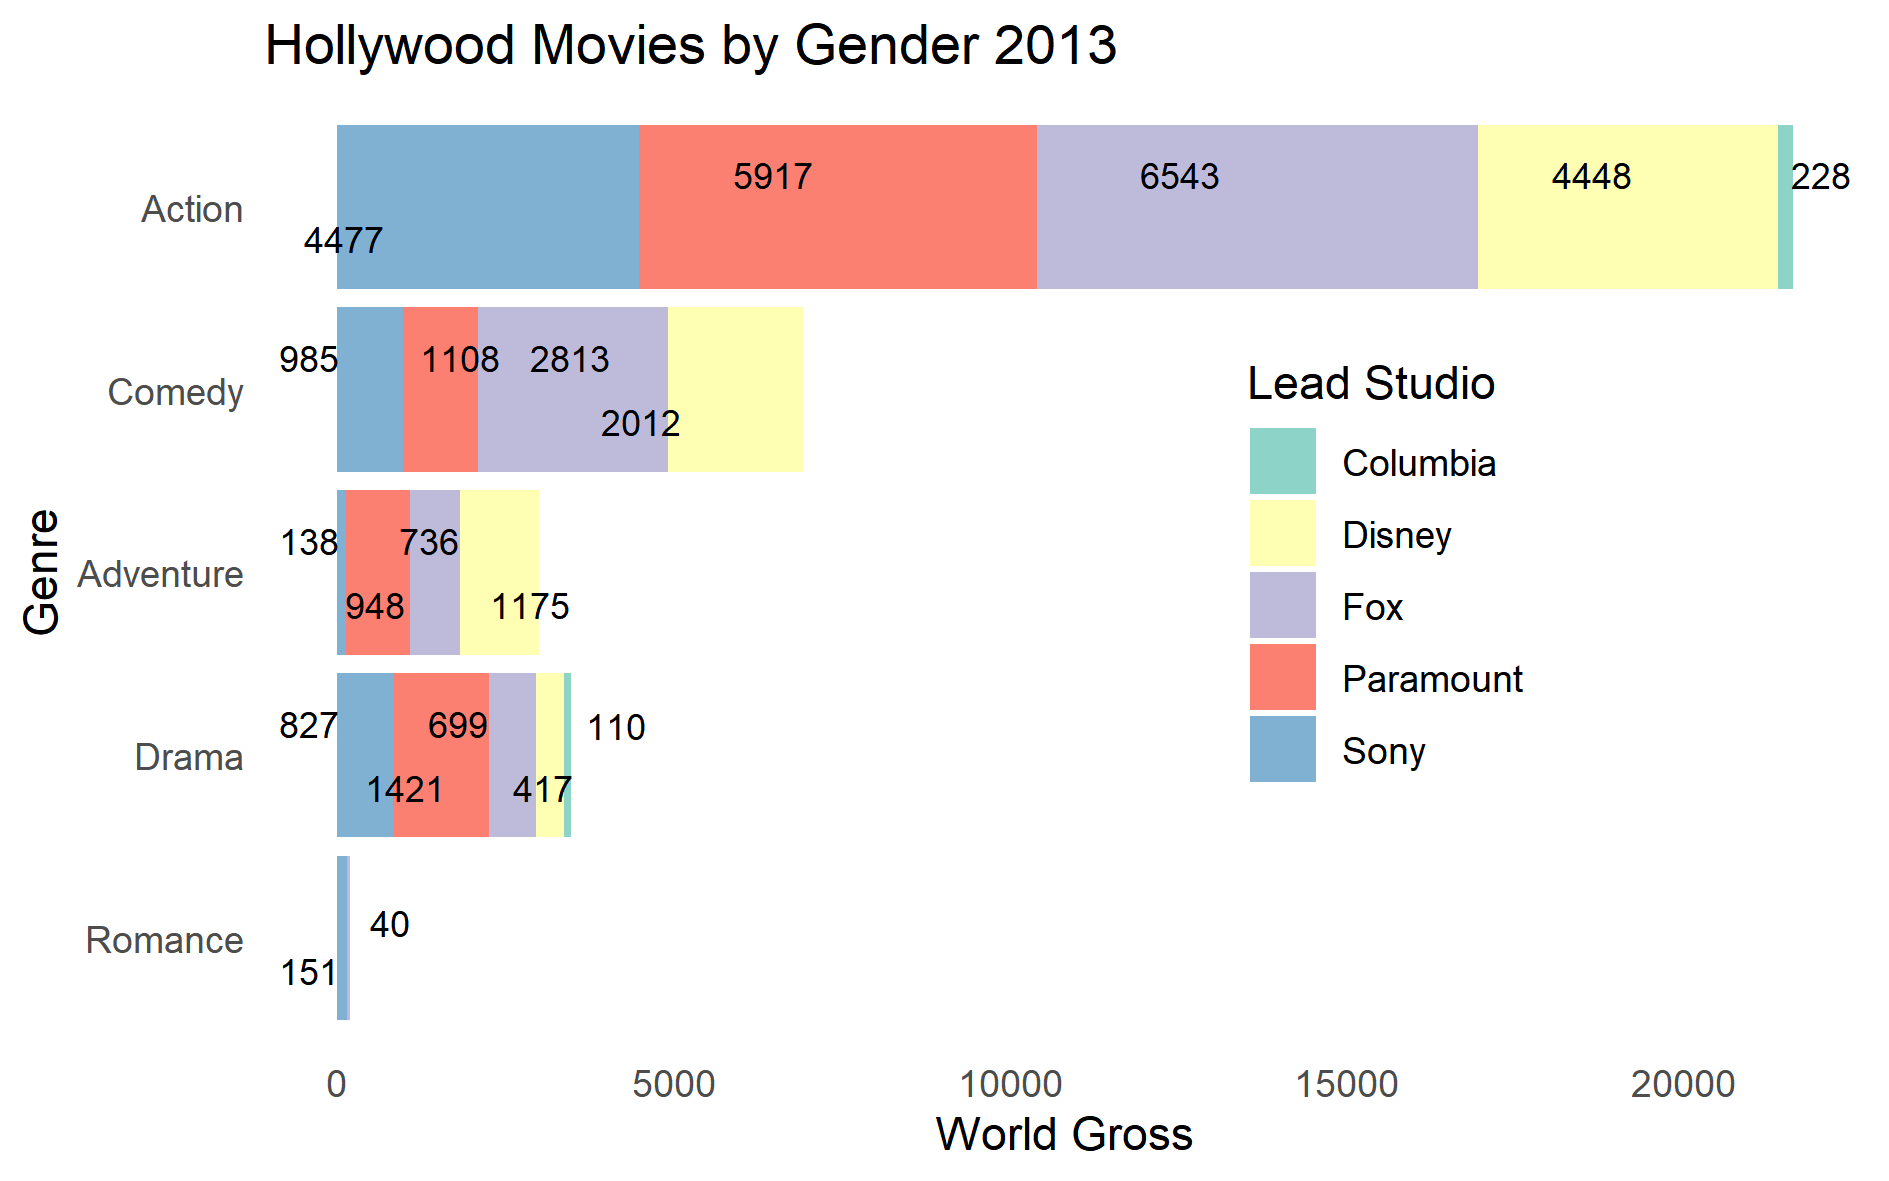 Hollywood Movies by Gender 2013
Action
5917 6543 4448 228
4477
Comedy
985 1108 2813
2012
Adventure
138 736
948 1175
Drama
827 699 110
1421 417
Romance
40
151
Genre
0 5000 10000 15000 20000
World Gross
Lead Studio
Columbia
Disney
Fox
Paramount
Sony